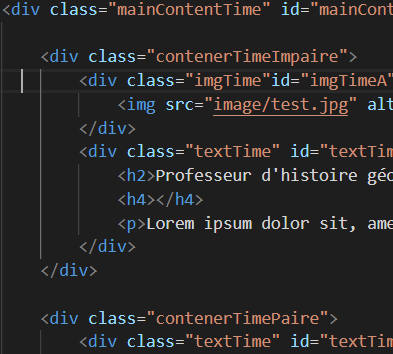 <div class="mainContentTime" id="mainCont
<div class="contenerTimeImpaire">
<div class="imgTime"id="imgTimeA"
<img src="image/test.jpg" alt
</div>
<div class="textTime" id="textTim
<h2>Professeur d'histoire géo
<h4></h4>
<p>Lorem ipsum dolor sit, ame
</div>
</div>
<div class="contenerTimePaire">
<div class="textTime" id="textTim